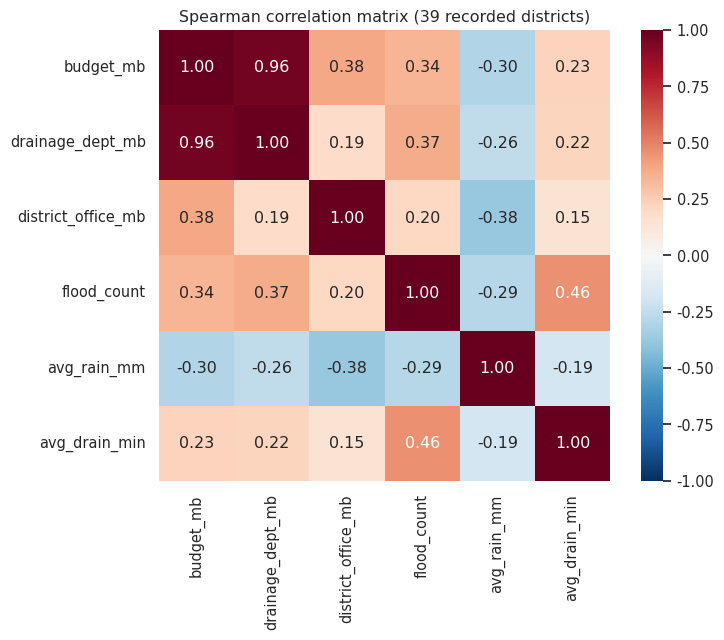 Spearman correlation matrix (39 recorded districts)
budget_mb 1.00 0.96 0.38 0.34 -0.30 0.23
drainage_dept_mb 0.96 1.00 0.19 0.37 -0.26 0.22
district_office_mb 0.38 0.19 1.00 0.20 -0.38 0.15
flood_count 0.34 0.37 0.20 1.00 -0.29 0.46
avg_rain_mm -0.30 -0.26 -0.38 -0.29 1.00 -0.19
avg_drain_min 0.23 0.22 0.15 0.46 -0.19 1.00
budget_mb
drainage_dept_mb
district_office_mb
flood_count
avg_rain_mm
avg_drain_min
1.00
0.75
0.50
0.25
0.00
-0.25
-0.50
-0.75
-1.00